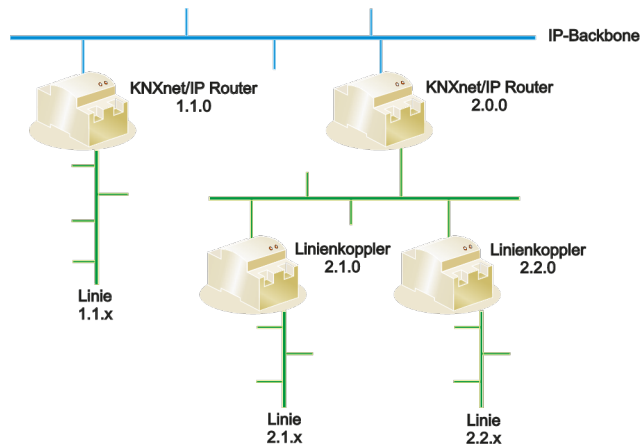 IP-Backbone
KNXnet/IP Router
1.1.0
KNXnet/IP Router
2.0.0
Linienkoppler
2.1.0
Linienkoppler
2.2.0
Linie
1.1.x
Linie
2.1.x
Linie
2.2.x